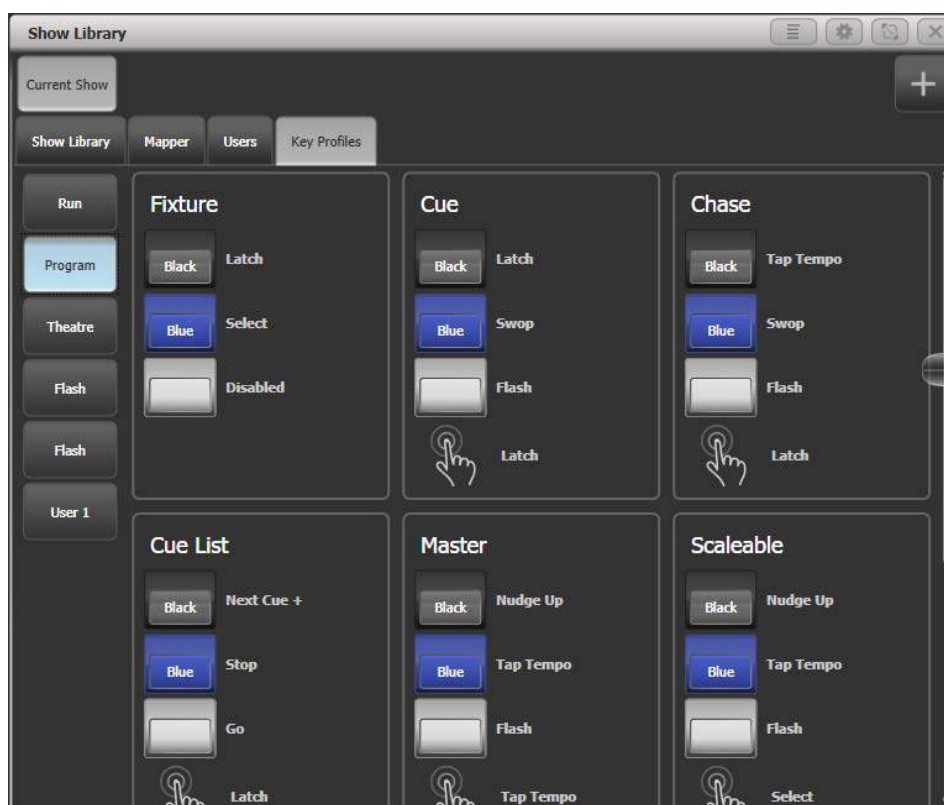 Show Library
Current Show
Show Library Mapper Users Key Profiles
Run
Program
Theatre
Flash
Flash
User 1
Fixture
Black Latch
Blue Select
Disabled
Cue
Black Latch
Blue Swop
Flash
Latch
Chase
Black Tap Tempo
Blue Swop
Flash
Latch
Cue List
Black Next Cue +
Blue Stop
Go
Latch
Master
Black Nudge Up
Blue Tap Tempo
Flash
Tap Tempo
Scaleable
Black Nudge Up
Blue Tap Tempo
Flash
Select